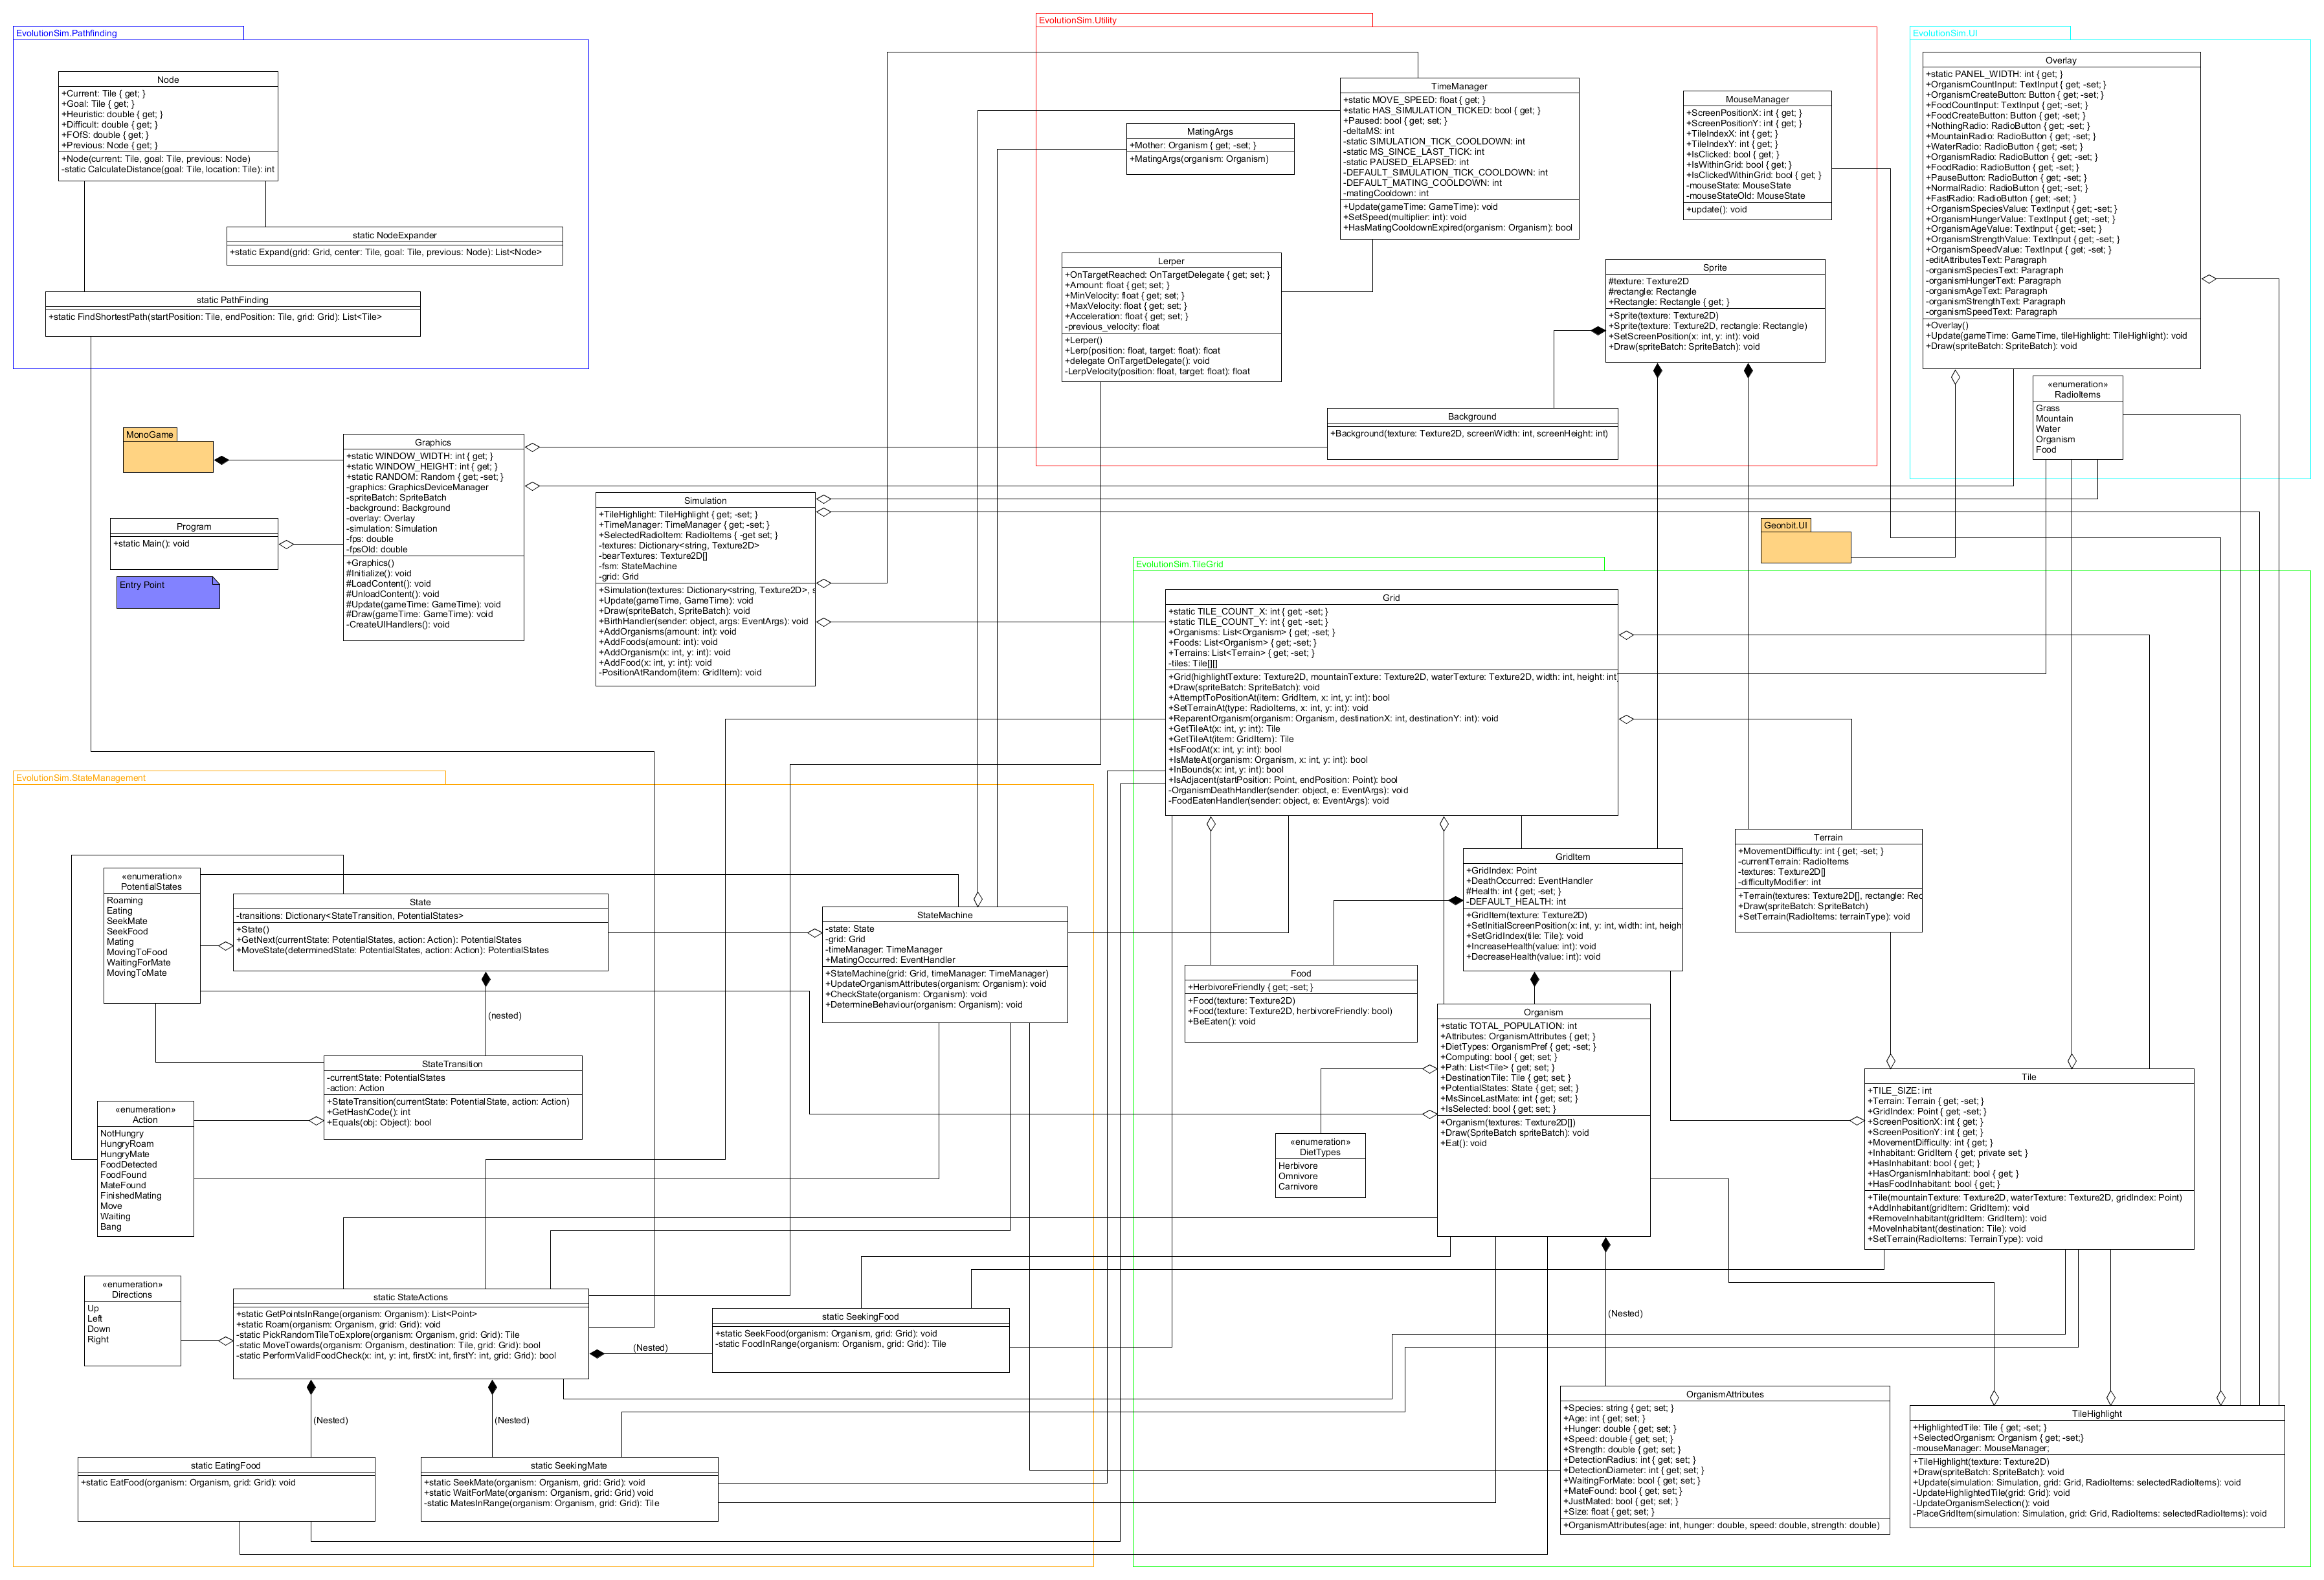 EvolutionSim.Pathfinding
Node
+Current: Tile { get; }
+Goal: Tile { get; }
+Heuristic: double { get; }
+Difficult: double { get; }
+FOfS: double { get; }
+Previous: Node { get; }
+Node(current: Tile, goal: Tile, previous: Node)
-static CalculateDistance(goal: Tile, location: Tile): int
static NodeExpander
+static Expand(grid: Grid, center: Tile, goal: Tile, previous: Node): List<Node>
static PathFinding
+static FindShortestPath(startPosition: Tile, endPosition: Tile, grid: Grid): List<Tile>
EvolutionSim.Utility
TimeManager
+static MOVE_SPEED: float { get; }
+static HAS_SIMULATION_TICKED: bool { get; }
+Paused: bool { get; set; }
-deltaMS: int
-static SIMULATION_TICK_COOLDOWN: int
-static MS_SINCE_LAST_TICK: int
-static PAUSED_ELAPSED: int
-DEFAULT_SIMULATION_TICK_COOLDOWN: int
-DEFAULT_MATING_COOLDOWN: int
-matingCooldown: int
+Update(gameTime: GameTime): void
+SetSpeed(multiplier: int): void
+HasMatingCooldownExpired(organism: Organism): bool
MatingArgs
+Mother: Organism { get; -set; }
+MatingArgs(organism: Organism)
MouseManager
+ScreenPositionX: int { get; }
+ScreenPositionY: int { get; }
+TileIndexX: int { get; }
+TileIndexY: int { get; }
+IsClicked: bool { get; }
+IsWithinGrid: bool { get; }
+IsClickedWithinGrid: bool { get; }
-mouseState: MouseState
-mouseStateOld: MouseState
+update(): void
Lerper
+OnTargetReached: OnTargetDelegate { get; set; }
+Amount: float { get; set; }
+MinVelocity: float { get; set; }
+MaxVelocity: float { get; set; }
+Acceleration: float { get; set; }
-previous_velocity: float
+Lerper()
+Lerp(position: float, target: float): float
+delegate OnTargetDelegate(): void
-LerpVelocity(position: float, target: float): float
Sprite
#texture: Texture2D
#rectangle: Rectangle
+Rectangle: Rectangle { get; }
+Sprite(texture: Texture2D)
+Sprite(texture: Texture2D, rectangle: Rectangle)
+SetScreenPosition(x: int, y: int): void
+Draw(spriteBatch: SpriteBatch): void
Background
+Background(texture: Texture2D, screenWidth: int, screenHeight: int)
EvolutionSim.UI
Overlay
+static PANEL_WIDTH: int { get; }
+OrganismCountInput: TextInput { get; -set; }
+OrganismCreateButton: Button { get; -set; }
+FoodCountInput: TextInput { get; -set; }
+FoodCreateButton: Button { get; -set; }
+NothingRadio: RadioButton { get; -set; }
+MountainRadio: RadioButton { get; -set; }
+WaterRadio: RadioButton { get; -set; }
+OrganismRadio: RadioButton { get; -set; }
+FoodRadio: RadioButton { get; -set; }
+PauseButton: RadioButton { get; -set; }
+NormalRadio: RadioButton { get; -set; }
+FastRadio: RadioButton { get; -set; }
+OrganismSpeciesValue: TextInput { get; -set; }
+OrganismHungerValue: TextInput { get; -set; }
+OrganismAgeValue: TextInput { get; -set; }
+OrganismStrengthValue: TextInput { get; -set; }
+OrganismSpeedValue: TextInput get; -set; }
-editAttributesText: Paragraph
-organismSpeciesText: Paragraph
-organismHungerText: Paragraph
-organismAgeText: Paragraph
-organismStrengthText: Paragraph
-organismSpeedText: Paragraph
+Overlay()
+Update(gameTime: GameTime, tileHighlight: TileHighlight): void
+Draw(spriteBatch: SpriteBatch): void
«enumeration»
RadioItems
Grass
Mountain
Water
Organism
Food
MonoGame
Graphics
+static WINDOW_WIDTH: int { get; }
+static WINDOW_HEIGHT: int { get; }
+static RANDOM: Random { get; -set; }
-graphics: GraphicsDeviceManager
-spriteBatch: SpriteBatch
-background: Background
-overlay: Overlay
-simulation: Simulation
-fps: double
-fpsOld: double
+Graphics()
#Initialize(): void
#LoadContent(): void
#UnloadContent(): void
#Update(gameTime: GameTime): void
#Draw(gameTime: GameTime): void
-CreateUIHandlers(): void
Program
+static Main(): void
Entry Point
Simulation
+TileHighlight: TileHighlight { get; -set; }
+TimeManager: TimeManager { get; -set; }
+SelectedRadioItem: RadioItems { -get set; }
-textures: Dictionary<string, Texture2D>
-bearTextures: Texture2D[]
-fsm: StateMachine
-grid: Grid
+Simulation(textures: Dictionary<string, Texture2D>, s
+Update(gameTime, GameTime): void
+Draw(spriteBatch, SpriteBatch): void
+BirthHandler(sender: object, args: EventArgs): void
+AddOrganisms(amount: int): void
+AddFoods(amount: int): void
+AddOrganism(x: int, y: int): void
+AddFood(x: int, y: int): void
-PositionAtRandom(item: GridItem): void
Geonbit.UI
EvolutionSim.TileGrid
Grid
+static TILE_COUNT_X: int { get; -set; }
+static TILE_COUNT_Y: int { get; -set; }
+Organisms: List<Organism> { get; -set; }
+Foods: List<Organism> { get; -set; }
+Terrains: List<Terrain> { get; -set; }
-tiles: Tile[][]
+Grid(highlightTexture: Texture2D, mountainTexture: Texture2D, waterTexture: Texture2D, width: int, height: int
+Draw(spriteBatch: SpriteBatch): void
+AttemptToPositionAt(item: GridItem, x: int, y: int): bool
+SetTerrainAt(type: RadioItems, x: int, y: int): void
+ReparentOrganism(organism: Organism, destinationX: int, destinationY: int): void
+GetTileAt(x: int, y: int): Tile
+GetTileAt(item: GridItem): Tile
+IsFoodAt(x: int, y: int): bool
+IsMateAt(organism: Organism, x: int, y: int): bool
+InBounds(x: int, y: int): bool
+IsAdjacent(startPosition: Point, endPosition: Point): bool
-OrganismDeathHandler(sender: object, e: EventArgs): void
-FoodEatenHandler(sender: object, e: EventArgs): void
GridItem
+GridIndex: Point
+DeathOccurred: EventHandler
#Health: int { get; -set; }
-DEFAULT_HEALTH: int
+GridItem(texture: Texture2D)
+SetInitialScreenPosition(x: int, y: int, width: int, heigh
+SetGridIndex(tile: Tile): void
+IncreaseHealth(value: int): void
+DecreaseHealth(value: int): void
Terrain
+MovementDifficulty: int { get; -set; }
-currentTerrain: RadioItems
-textures: Texture2D[]
-difficultyModifier: int
+Terrain(textures: Texture2D[], rectangle: Rec
+Draw(spriteBatch: SpriteBatch)
+SetTerrain(RadioItems: terrainType): void
Food
+HerbivoreFriendly { get; -set; }
+Food(texture: Texture2D)
+Food(texture: Texture2D, herbivoreFriendly: bool)
+BeEaten(): void
Organism
+static TOTAL_POPULATION: int
+Attributes: OrganismAttributes { get; }
+DietTypes: OrganismPref { get; -set; }
+Computing: bool { get; set; }
+Path: List<Tile> { get; set; }
+DestinationTile: Tile { get; set; }
+PotentialStates: State { get; set; }
+MsSinceLastMate: int { get; set; }
+IsSelected: bool { get; set; }
+Organism(textures: Texture2D[])
+Draw(SpriteBatch spriteBatch): void
+Eat(): void
«enumeration»
DietTypes
Herbivore
Omnivore
Carnivore
Tile
+TILE_SIZE: int
+Terrain: Terrain { get; -set; }
+GridIndex: Point { get; -set; }
+ScreenPositionX: int { get; }
+ScreenPositionY: int { get; }
+MovementDifficulty: int { get; }
+Inhabitant: GridItem { get; private set; }
+HasInhabitant: bool { get; }
+HasOrganismInhabitant: bool { get; }
+HasFoodInhabitant: bool { get; }
+Tile(mountainTexture: Texture2D, waterTexture: Texture2D, gridIndex: Point)
+AddInhabitant(gridItem: GridItem): void
+RemoveInhabitant(gridItem: GridItem): void
+MoveInhabitant(destination: Tile): void
+SetTerrain(RadioItems: TerrainType): void
(Nested)
OrganismAttributes
+Species: string { get; set; }
+Age: int { get; set; }
+Hunger: double { get; set; }
+Speed: double { get; set; }
+Strength: double { get; set; }
+DetectionRadius: int { get; set; }
+DetectionDiameter: int { get; set; }
+WaitingForMate: bool { get; set; }
+MateFound: bool { get; set; }
+JustMated: bool { get; set; }
+Size: float { get; set; }
+OrganismAttributes(age: int, hunger: double, speed: double, strength: double)
TileHighlight
+HighlightedTile: Tile { get; -set; }
+SelectedOrganism: Organism { get; -set;}
-mouseManager: MouseManager;
+TileHighlight(texture: Texture2D)
+Draw(spriteBatch: SpriteBatch): void
+Update(simulation: Simulation, grid: Grid, RadioItems: selectedRadioItems): void
-UpdateHighlightedTile(grid: Grid): void
-UpdateOrganismSelection(): void
-PlaceGridItem(simulation: Simulation, grid: Grid, RadioItems: selectedRadioItems): void
EvolutionSim.StateManagement
«enumeration»
PotentialStates
Roaming
Eating
SeekMate
SeekFood
Mating
MovingToFood
WaitingForMate
MovingToMate
State
-transitions: Dictionary<StateTransition, PotentialStates>
+State()
+GetNext(currentState: PotentialStates, action: Action): PotentialStates
+MoveState(determinedState: PotentialStates, action: Action): PotentialStates
StateMachine
-state: State
-grid: Grid
-timeManager: TimeManager
+MatingOccurred: EventHandler
+StateMachine(grid: Grid, timeManager: TimeManager)
+UpdateOrganismAttributes(organism: Organism): void
+CheckState(organism: Organism): void
+DetermineBehaviour(organism: Organism): void
(nested)
StateTransition
-currentState: PotentialStates
-action: Action
+StateTransition(currentState: PotentialState, action: Action)
+GetHashCode(): int
+Equals(obj: Object): bool
«enumeration»
Action
NotHungry
HungryRoam
HungryMate
FoodDetected
FoodFound
MateFound
FinishedMating
Move
Waiting
Bang
«enumeration»
Directions
Up
Left
Down
Right
static StateActions
+static GetPointsInRange(organism: Organism): List<Point>
+static Roam(organism: Organism, grid: Grid): void
-static PickRandomTileToExplore(organism: Organism, grid: Grid): Tile
-static MoveTowards(organism: Organism, destination: Tile, grid: Grid): bool
-static PerformValidFoodCheck(x: int, y: int, firstX: int, firstY: int, grid: Grid): bool
(Nested)
static SeekingFood
+static SeekFood(organism: Organism, grid: Grid): void
-static FoodInRange(organism: Organism, grid: Grid): Tile
(Nested)
(Nested)
static EatingFood
+static EatFood(organism: Organism, grid: Grid): void
static SeekingMate
+static SeekMate(organism: Organism, grid: Grid): void
+static WaitForMate(organism: Organism, grid: Grid) void
-static MatesInRange(organism: Organism, grid: Grid): Tile